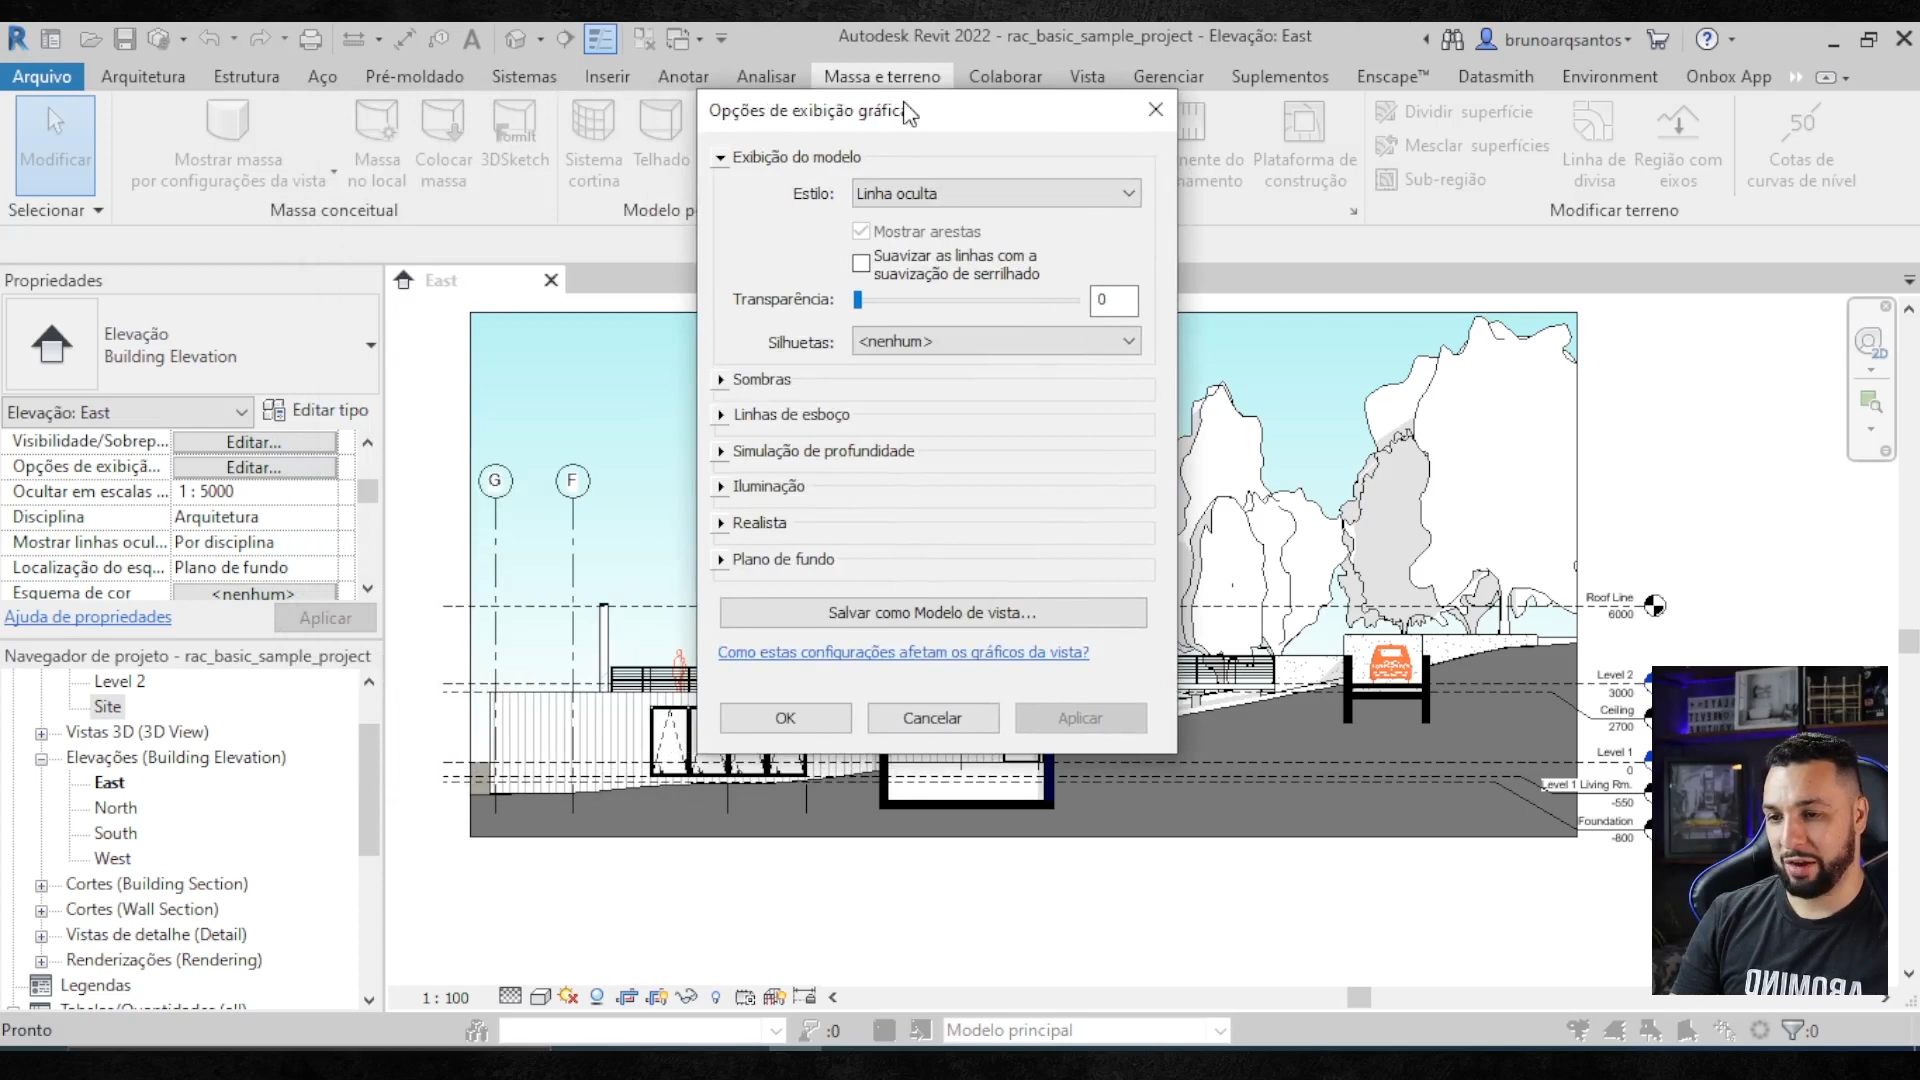 Autodesk Revit 2022 - rac_basic_sample_project - Elevação: East
brunoarqsantos
Arquivo
Arquitetura
Estrutura
Aço
Pré-moldado
Sistemas
Inserir
Anotar
Analisar
Massa e terreno
Colaborar
Vista
Gerenciar
Suplementos
Enscape™
Datasmith
Environment
Onbox App
Modificar
Mostrar massa
por configurações da vista
Massa
no local
Colocar
massa
FormIt
3DSketch
Sistema
cortina
Telhado
Plataforma de
construção
Dividir superfície
Mesclar superfícies
Sub-região
Linha de
divisa
Região com
eixos
50
Cotas de
curvas de nível
Selecionar
Massa conceitual
Modificar terreno
Opções de exibição gráfica
Exibição do modelo
Estilo:
Linha oculta
Mostrar arestas
Suavizar as linhas com a
suavização de serrilhado
Transparência:
0
Silhuetas:
<nenhum>
Sombras
Linhas de esboço
Simulação de profundidade
Iluminação
Realista
Plano de fundo
Salvar como Modelo de vista...
Como estas configurações afetam os gráficos da vista?
OK
Cancelar
Aplicar
Propriedades
Elevação
Building Elevation
Elevação: East
Editar tipo
Visibilidade/Sobrep...
Editar...
Opções de exibiçã...
Editar...
Ocultar em escalas ...
1 : 5000
Disciplina
Arquitetura
Mostrar linhas ocul...
Por disciplina
Localização do esq...
Plano de fundo
Esquema de cor
<nenhum>
Ajuda de propriedades
Aplicar
Navegador de projeto - rac_basic_sample_project
Level 2
Site
Vistas 3D (3D View)
Elevações (Building Elevation)
East
North
South
West
Cortes (Building Section)
Cortes (Wall Section)
Vistas de detalhe (Detail)
Renderizações (Rendering)
Legendas
East
G
F
2D
Roof Line
6000
Level 2
3000
Ceiling
2700
Level 1
0
Level 1 Living Rm.
-550
Foundation
-800
1 : 100
Pronto
:0
Modelo principal
:0